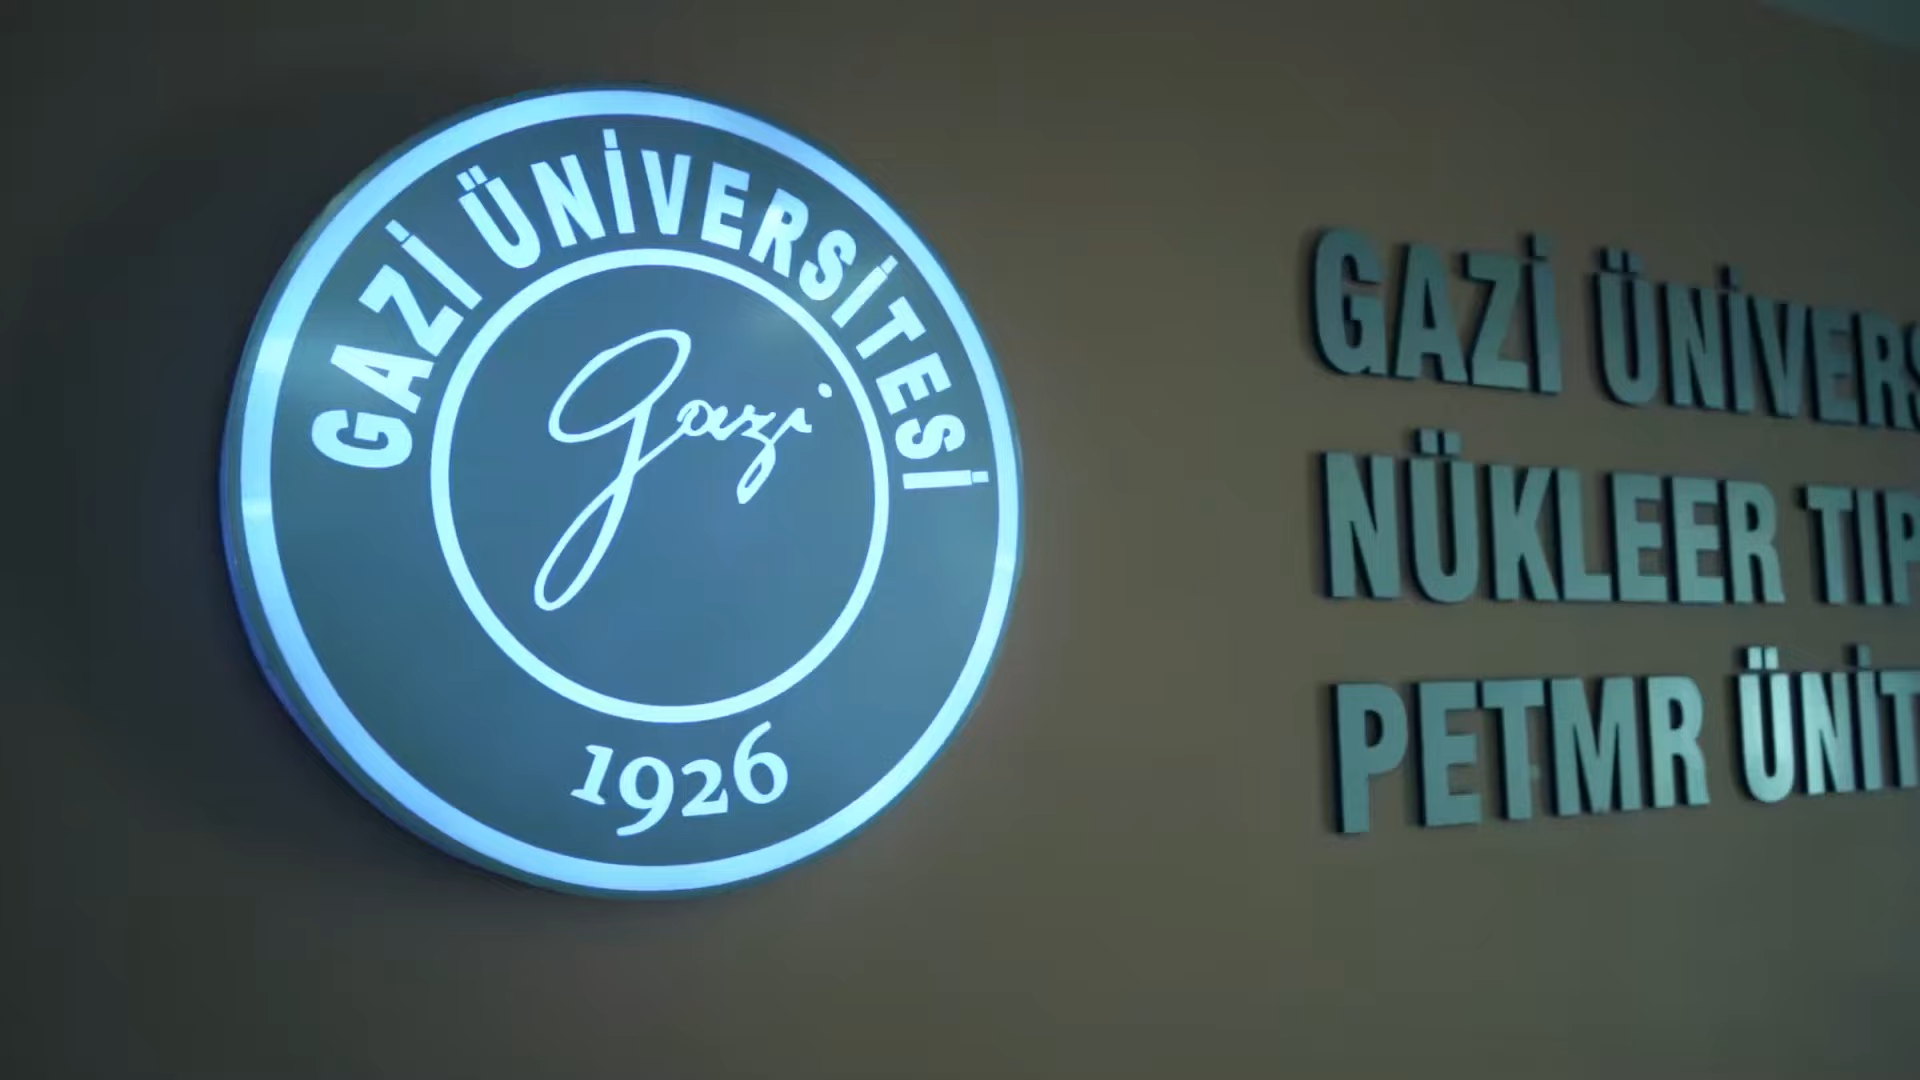 GAZİ ÜNİVERSİTESİ
gazi
1926
GAZİ ÜNİVERS
NÜKLEER TIP
PETMR ÜNİT